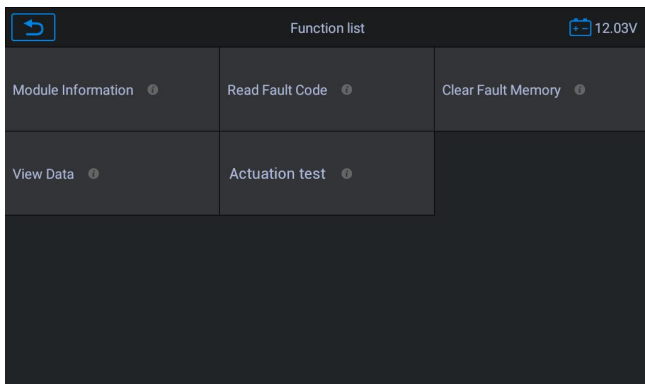 Function list
12.03V
Module Information
Read Fault Code
Clear Fault Memory
View Data
Actuation test